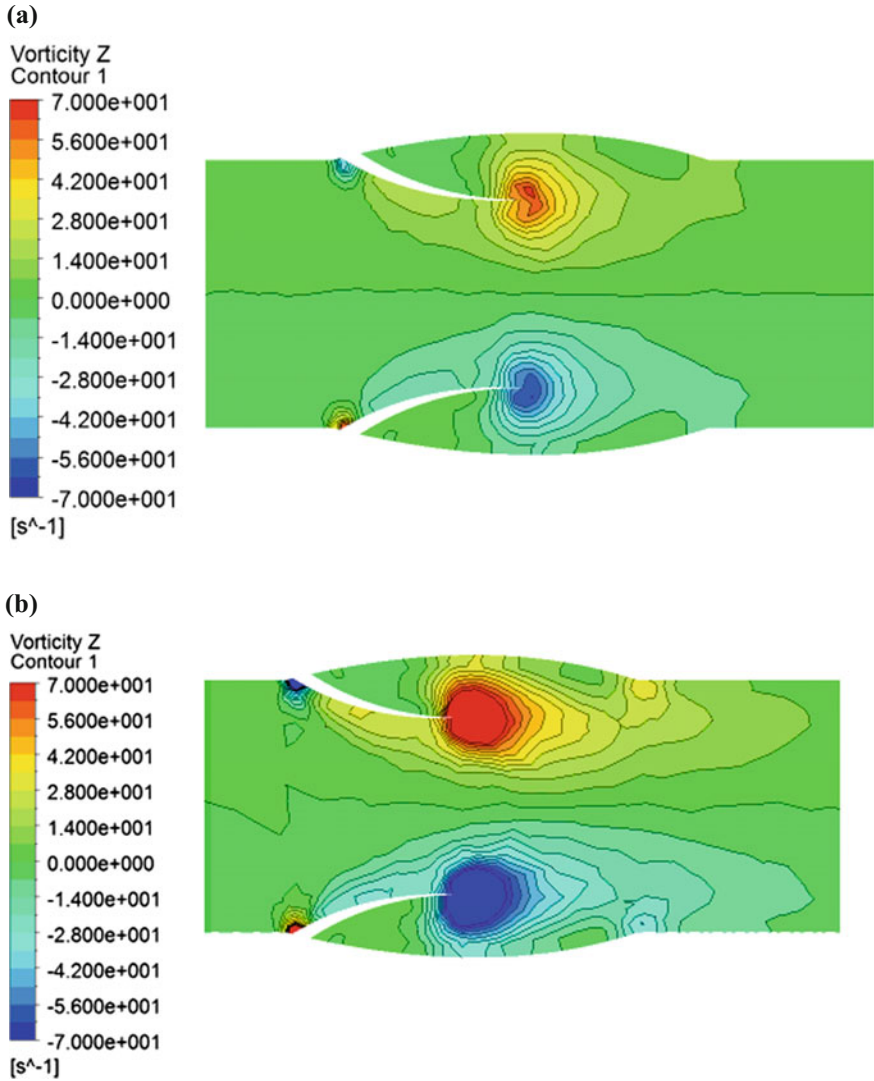 (a)
Vorticity Z
Contour 1
7.000e+001
5.600e+001
4.200e+001
2.800e+001
1.400e+001
0.000e+000
-1.400e+001
-2.800e+001
-4.200e+001
-5.600e+001
-7.000e+001
[s^-1]
(b)
Vorticity Z
Contour 1
7.000e+001
5.600e+001
4.200e+001
2.800e+001
1.400e+001
0.000e+000
-1.400e+001
-2.800e+001
-4.200e+001
-5.600e+001
-7.000e+001
[s^-1]